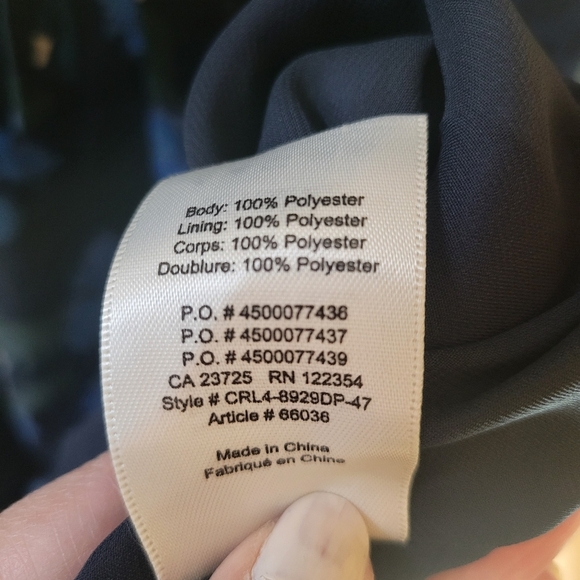 Body: 100% Polyester
Lining: 100% Polyester
Corps: 100% Polyester
Doublure: 100% Polyester
P.O. # 4500077436
P.O. # 4500077437
P.O. # 4500077439
CA 23725 RN 122354
Style # CRL4-8929DP-47
Article # 66036
Made in China
Fabriqué en Chine